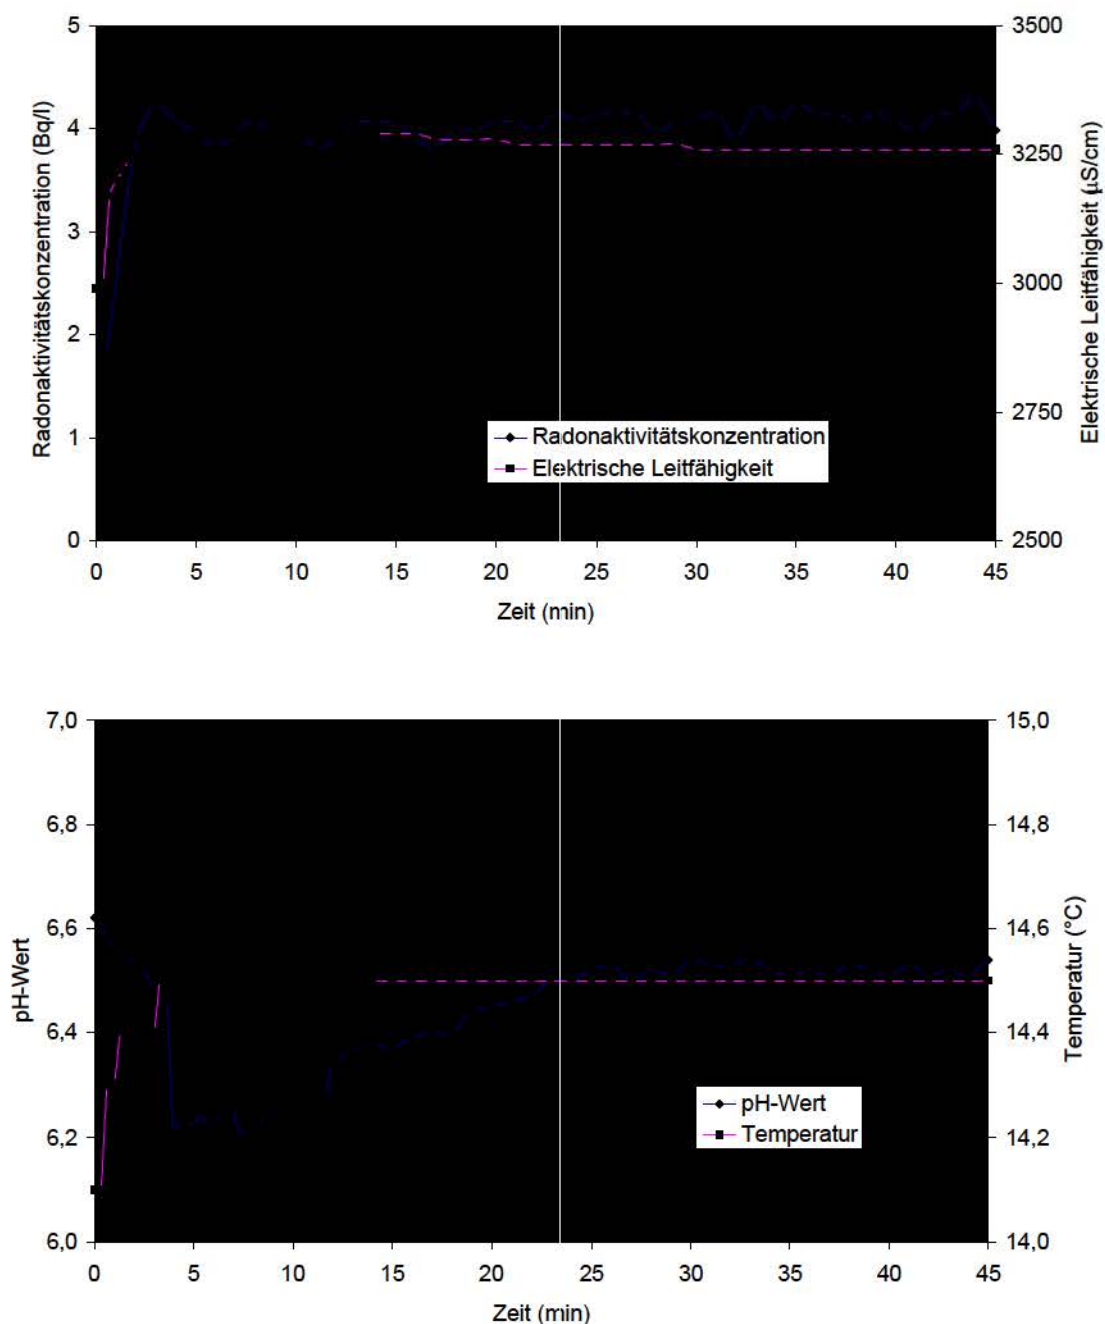 5
4
3
2
1
0
Radonaktivitätskonzentration (Bq/l)
3500
3250
3000
2750
2500
Elektrische Leitfähigkeit (µS/cm)
Radonaktivitätskonzentration
Elektrische Leitfähigkeit
0 5 10 15 20 25 30 35 40 45
Zeit (min)
7,0
6,8
6,6
6,4
6,2
6,0
pH-Wert
15,0
14,8
14,6
14,4
14,2
14,0
Temperatur (°C)
pH-Wert
Temperatur
0 5 10 15 20 25 30 35 40 45
Zeit (min)